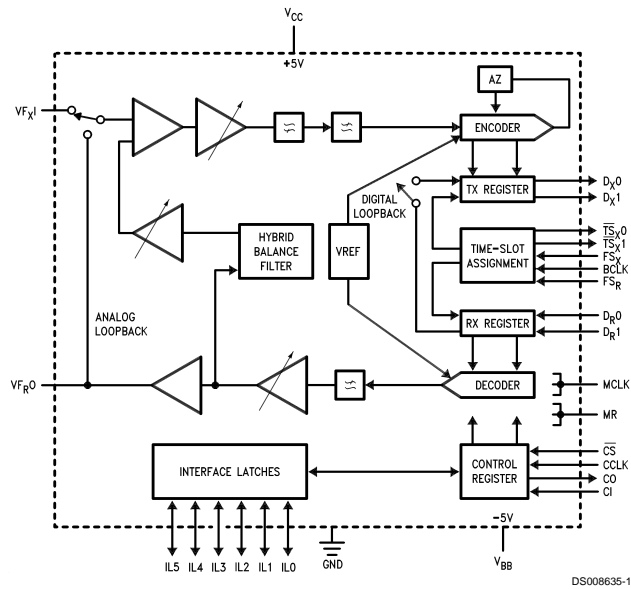 VCC
+5V
VFXI
AZ
ENCODER
DIGITAL
LOOPBACK
TX REGISTER
DX0
DX1
HYBRID
BALANCE
FILTER
VREF
TIME-SLOT
ASSIGNMENT
TSX0
TSX1
FSX
BCLK
FSR
ANALOG
LOOPBACK
RX REGISTER
DR0
DR1
VFRO
DECODER
MCLK
MR
INTERFACE LATCHES
CONTROL
REGISTER
CS
CCLK
CO
CI
-5V
IL5 IL4 IL3 IL2 IL1 IL0
GND
VBB
DS008635-1